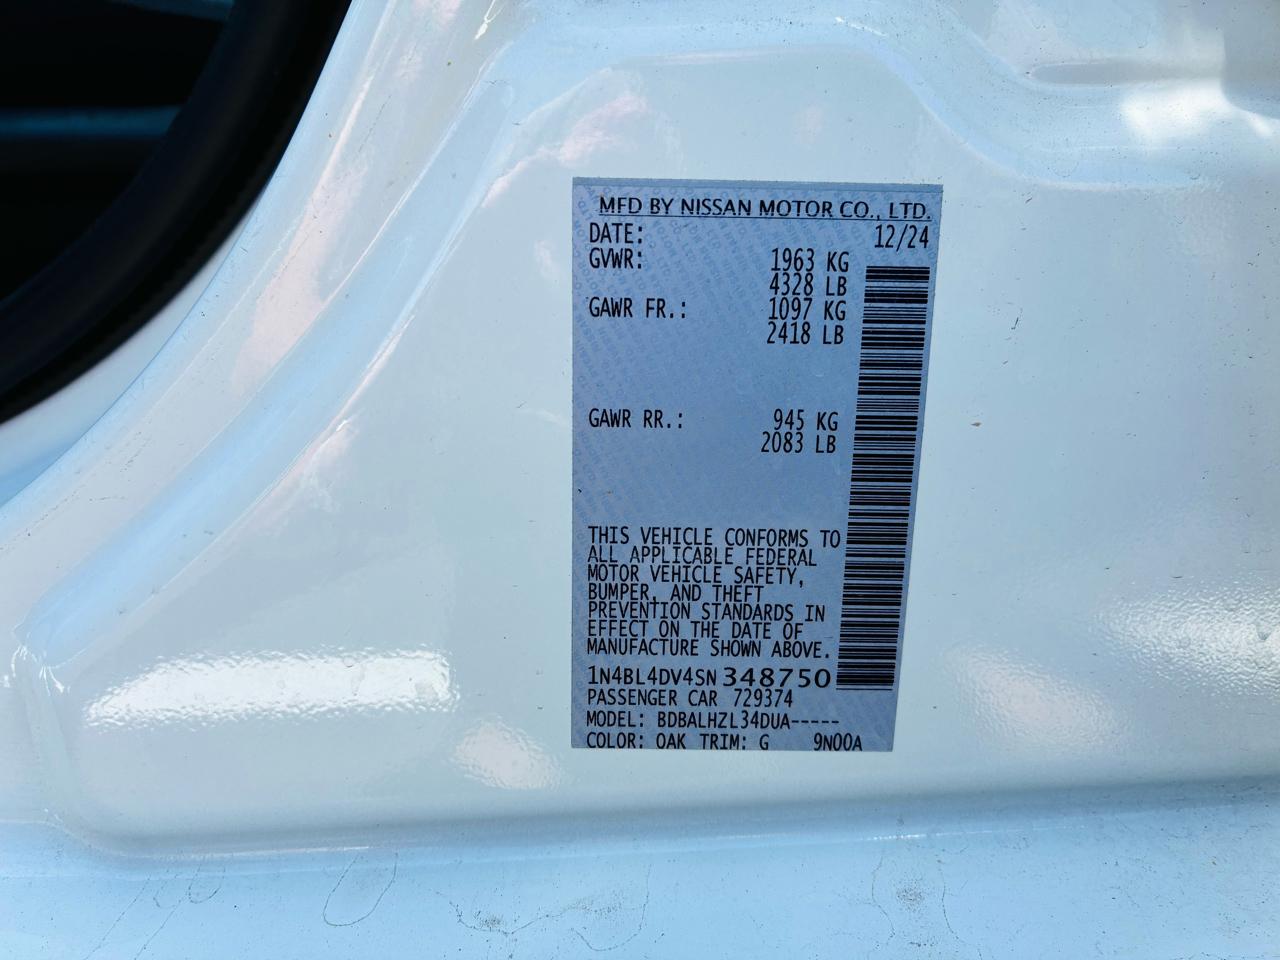 MFD BY NISSAN MOTOR CO., LTD.
DATE: 12/24
GVWR: 1963 KG
4328 LB
GAWR FR.: 1097 KG
2418 LB
GAWR RR.: 945 KG
2083 LB
THIS VEHICLE CONFORMS TO
ALL APPLICABLE FEDERAL
MOTOR VEHICLE SAFETY,
BUMPER, AND THEFT
PREVENTION STANDARDS IN
EFFECT ON THE DATE OF
MANUFACTURE SHOWN ABOVE.
1N4BL4DV4SN348750
PASSENGER CAR 729374
MODEL: BDBALHZL34DUA-----
COLOR: QAK TRIM: G 9N00A